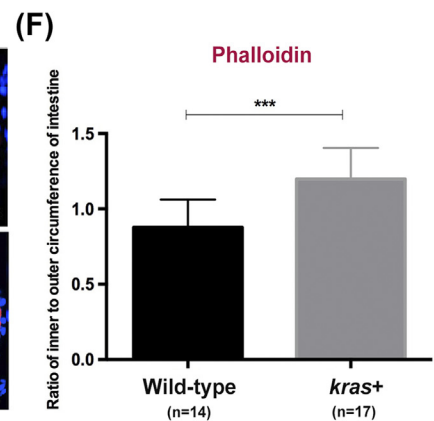 (F)
Phalloidin
***
Ratio of inner to outer circumference of intestine
1.5
1.0
0.5
0.0
Wild-type
kras+
(n=14)
(n=17)